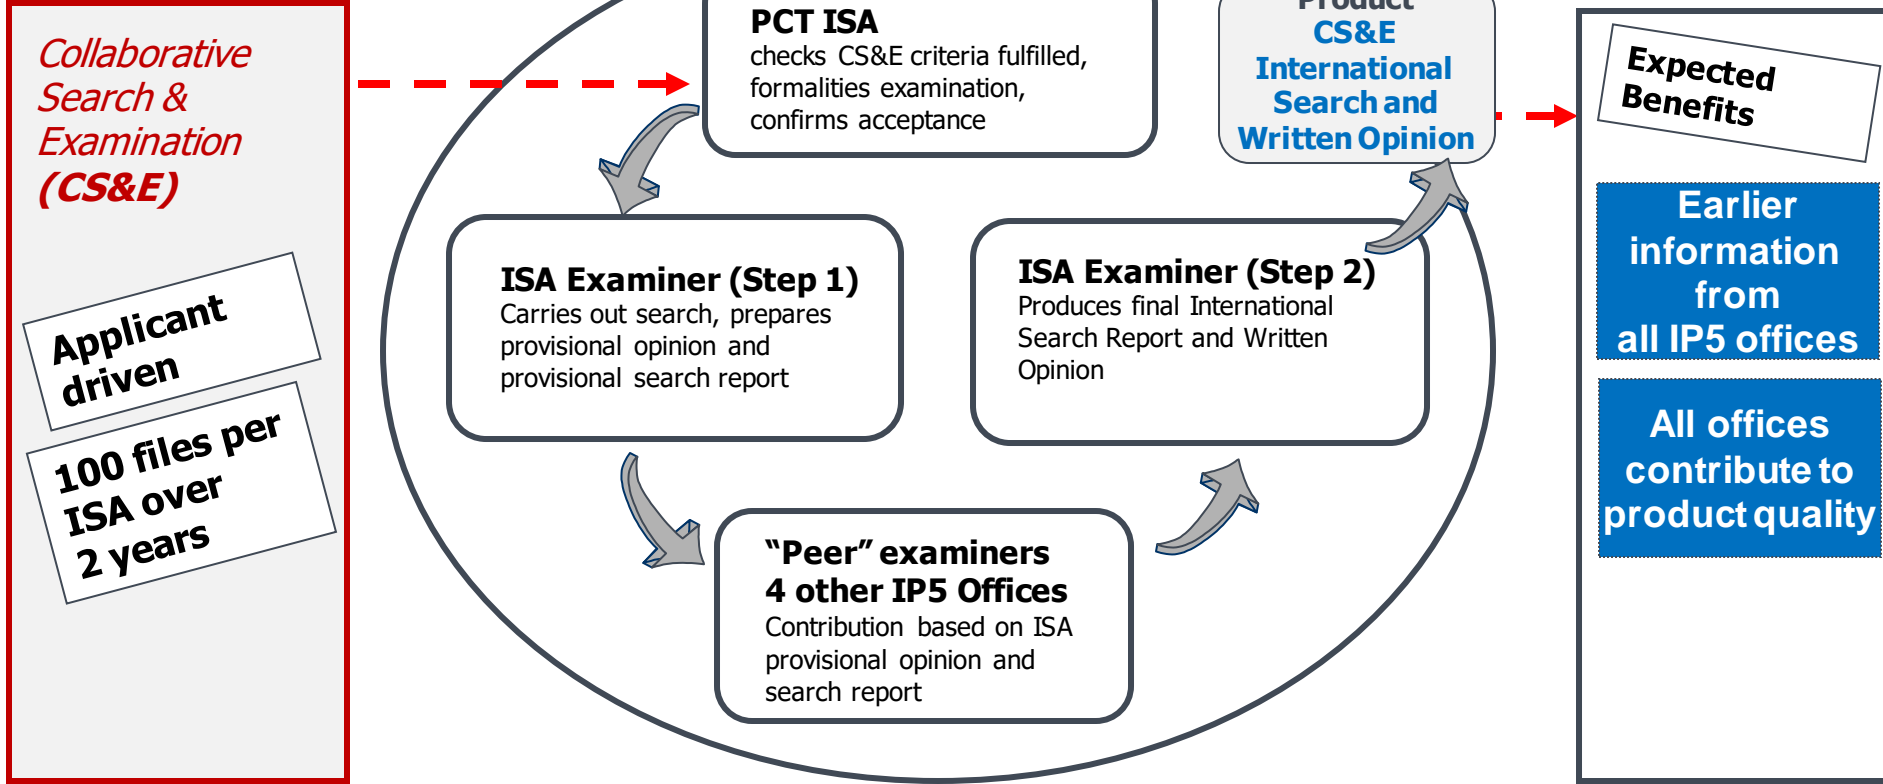 Collaborative
Search &
Examination
(CS&E)
Applicant
driven
100 files per
ISA over
2 years
PCT ISA
checks CS&E criteria fulfilled,
formalities examination,
confirms acceptance
ISA Examiner (Step 1)
Carries out search, prepares
provisional opinion and
provisional search report
“Peer” examiners
4 other IP5 Offices
Contribution based on ISA
provisional opinion and
search report
ISA Examiner (Step 2)
Produces final International
Search Report and Written
Opinion
Product
CS&E
International
Search and
Written Opinion
Expected
Benefits
Earlier
information
from
all IP5 offices
All offices
contribute to
product quality